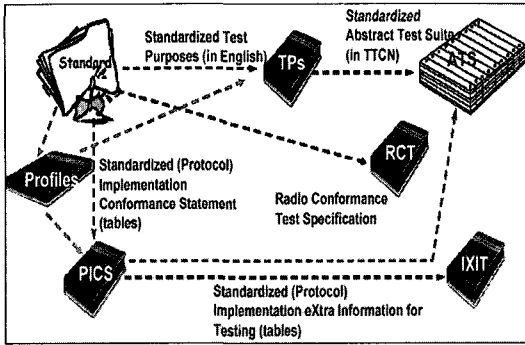 Standard
Standardized Test
Purposes (in English)
TPs
Standardized
Abstract Test Suite
(in TTCN)
ATS
RCT
Radio Conformance
Test Specification
Profiles
Standardized (Protocol)
Implementation
Conformance Statement
(tables)
PICS
IXIT
Standardized (Protocol)
Implementation eXtra Information for
Testing (tables)